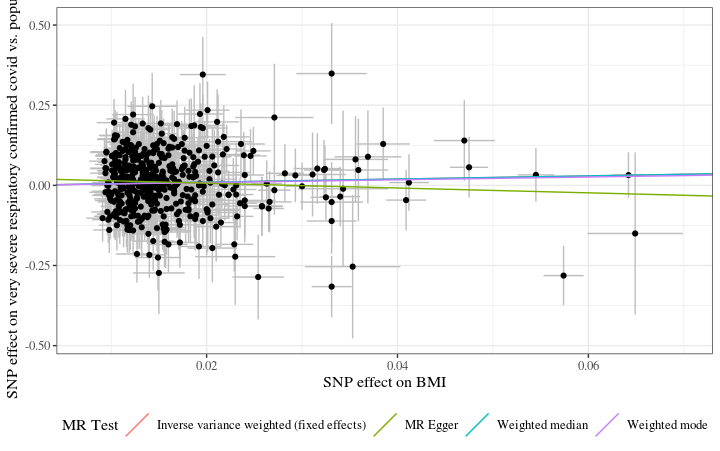 SNP effect on very severe respiratory confirmed covid vs.
0.50
0.25
0.00
-0.25
-0.50
0.02
0.04
0.06
SNP effect on BMI
MR Test
Inverse variance weighted (fixed effects)
MR Egger
Weighted median
Weighted mode